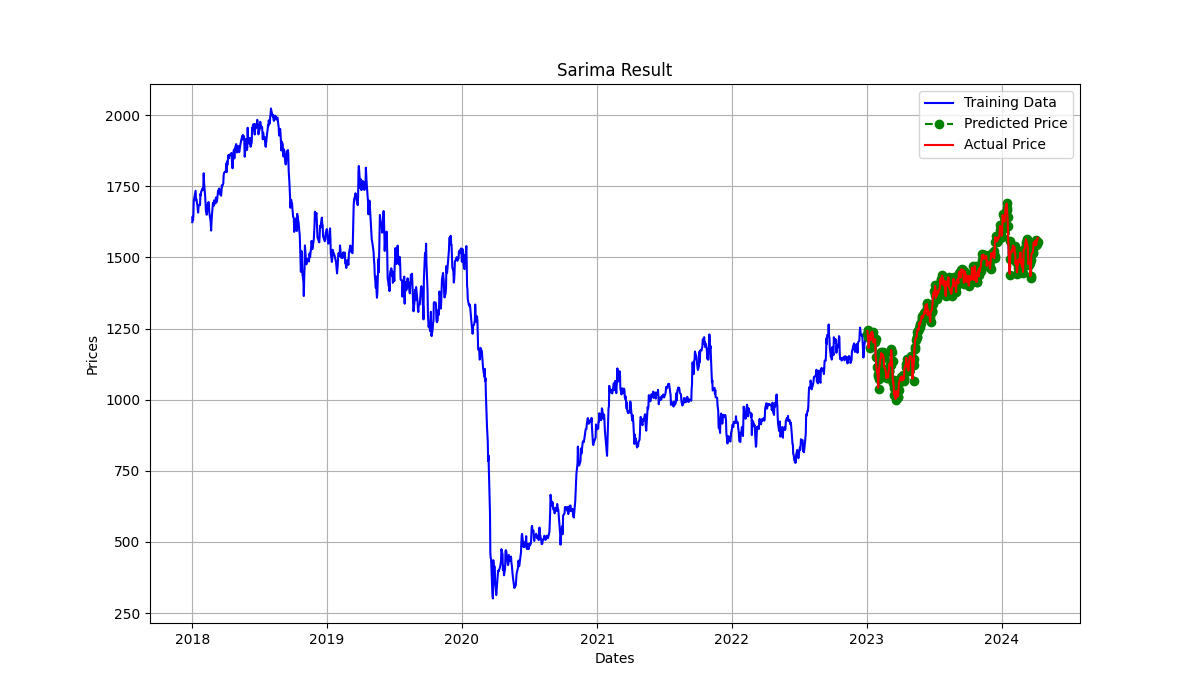 Sarima Result
Training Data
Predicted Price
Actual Price
2000
1750
1500
1250
1000
750
500
250
Prices
2018 2019 2020 2021 2022 2023 2024
Dates